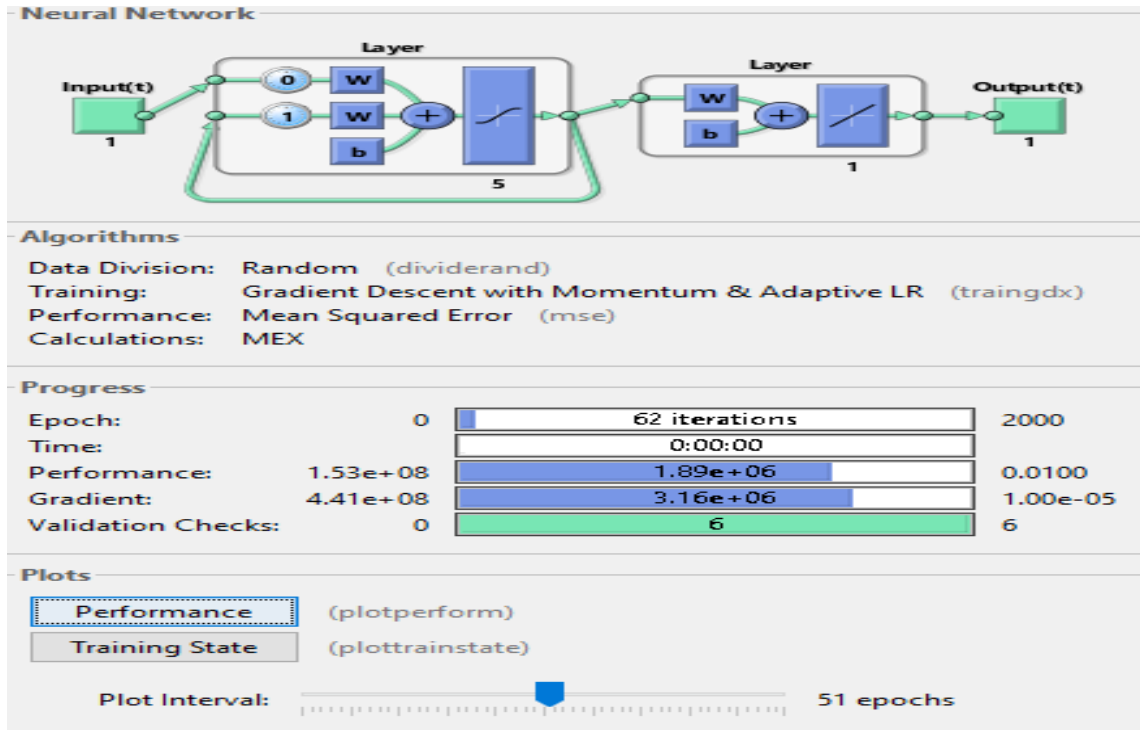 Neural Network
Layer
Layer
Input(t)
Output(t)
0 W
W
1 W
b
b
1
5
1
1
Algorithms
Data Division: Random (dividerand)
Training: Gradient Descent with Momentum & Adaptive LR (traingdx)
Performance: Mean Squared Error (mse)
Calculations: MEX
Progress
Epoch: 0 62 iterations 2000
Time: 0:00:00
Performance: 1.53e+08 1.89e+06 0.0100
Gradient: 4.41e+08 3.16e+06 1.00e-05
Validation Checks: 0 6 6
Plots
Performance (plotperform)
Training State (plottrainstate)
Plot Interval: 51 epochs